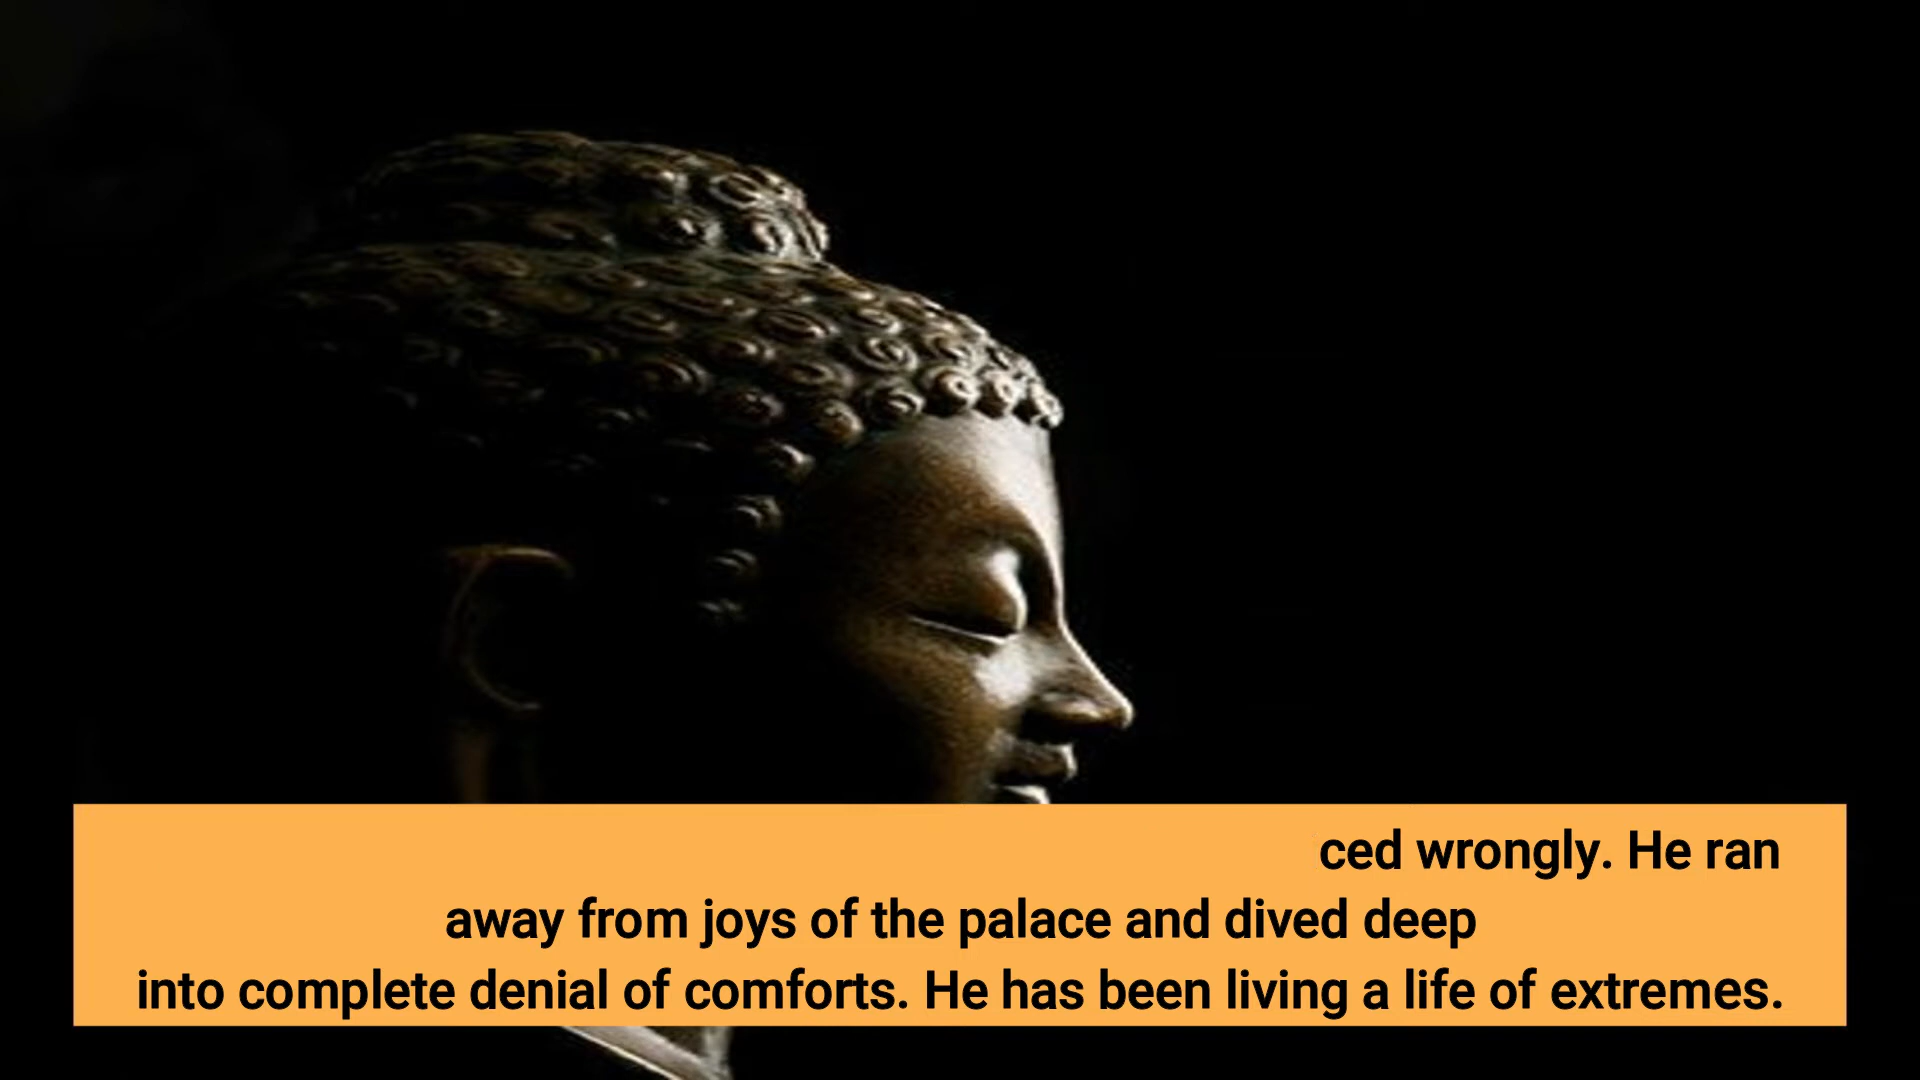 ced wrongly. He ran
away from joys of the palace and dived deep
into complete denial of comforts. He has been living a life of extremes.